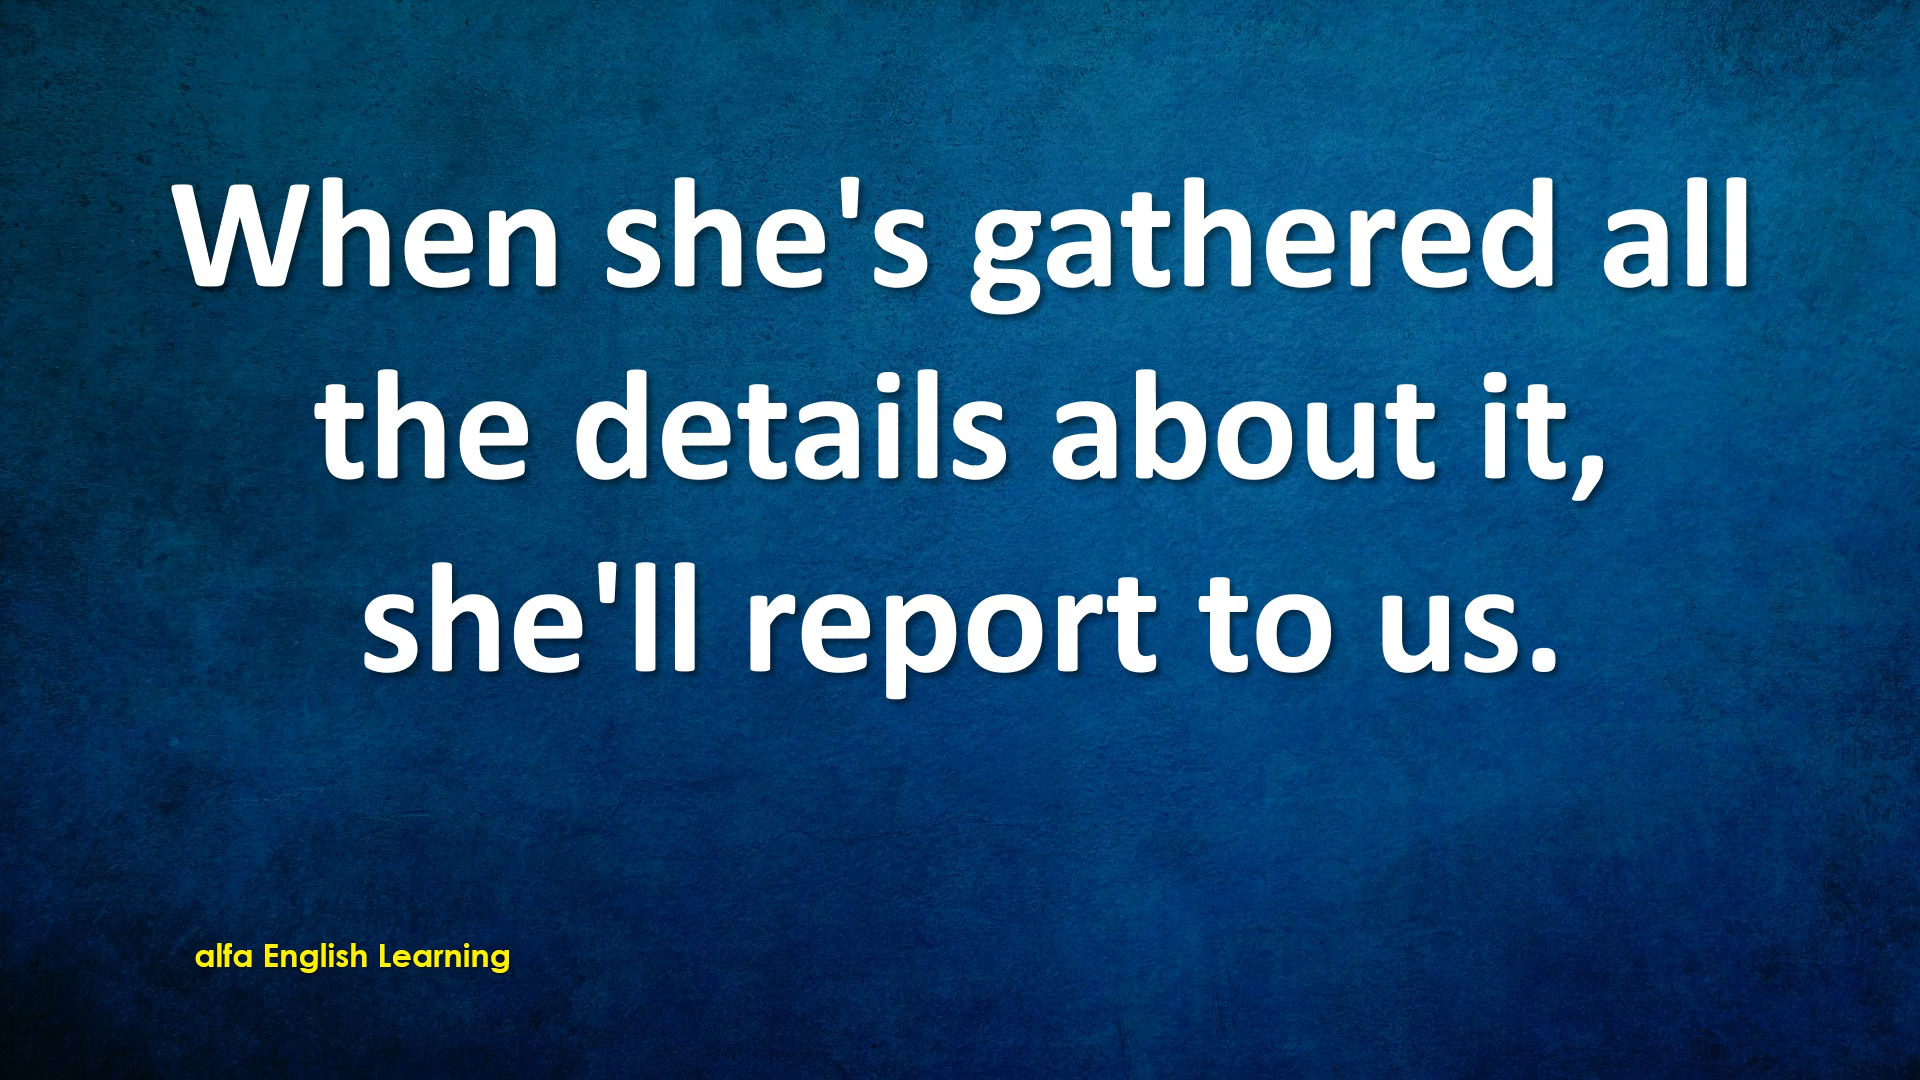 When she's gathered all
the details about it,
she'll report to us.
alfa English Learning